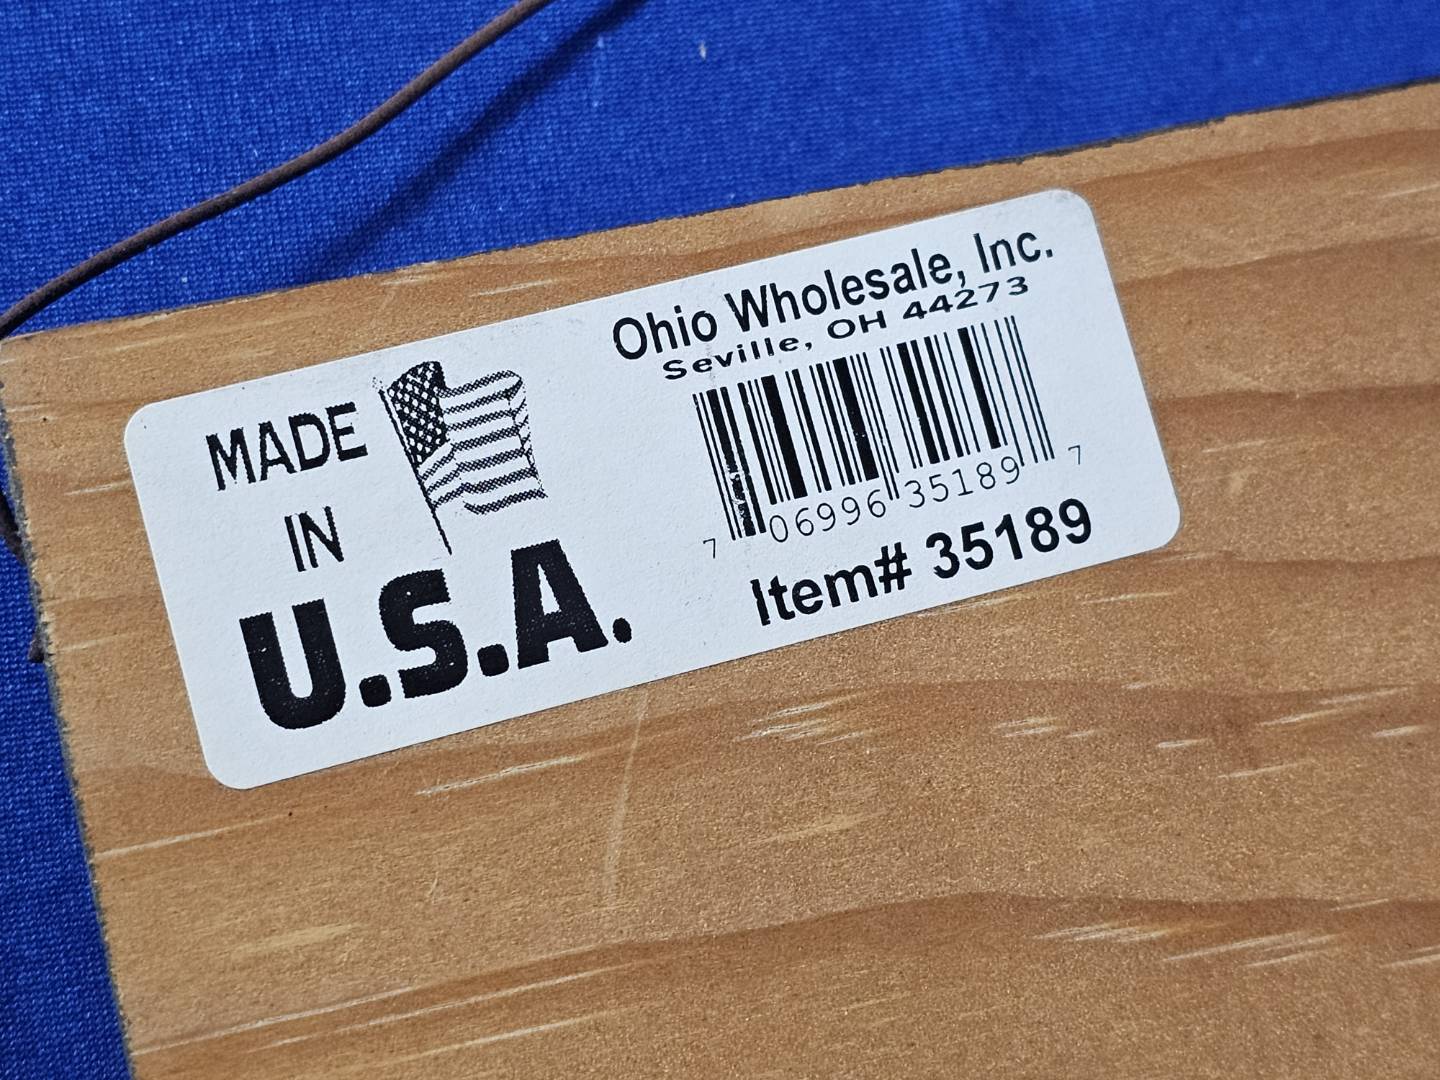 MADE
IN
U.S.A.
Ohio Wholesale, Inc.
Seville, OH 44273
7 06996 35189 7
Item# 35189